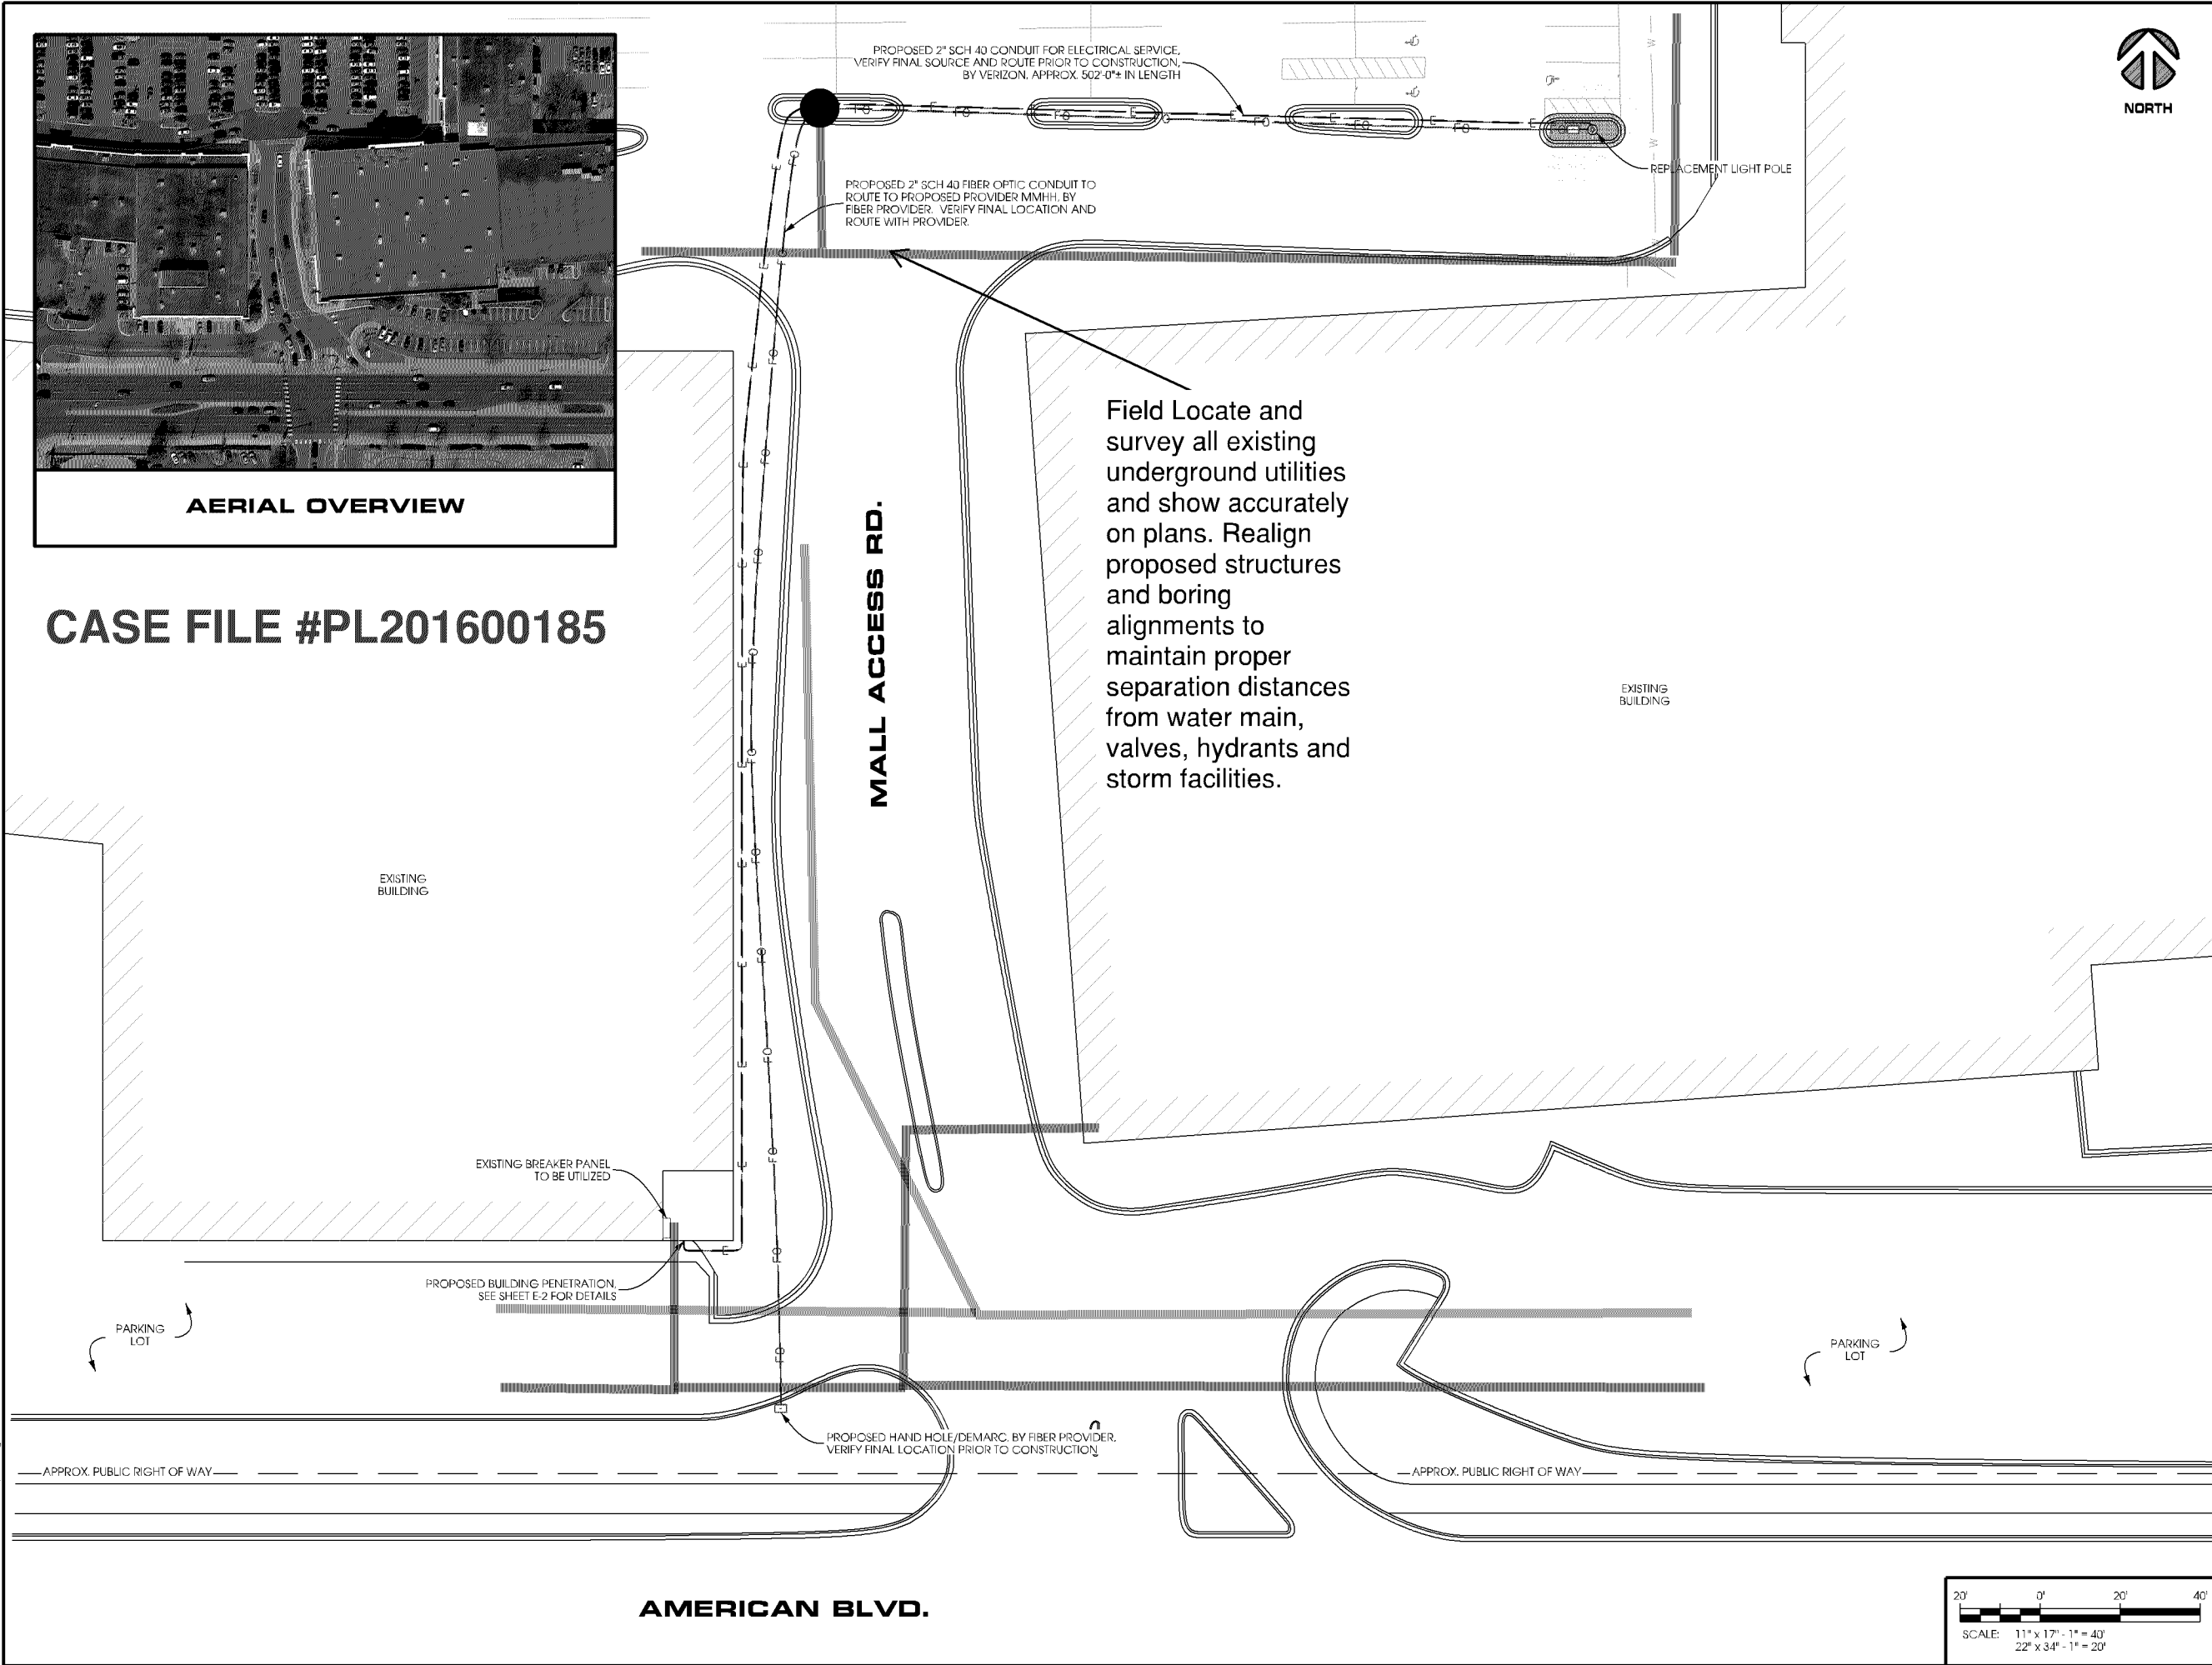 PROPOSED 2" SCH 40 CONDUIT FOR ELECTRICAL SERVICE,
VERIFY FINAL SOURCE AND ROUTE PRIOR TO CONSTRUCTION,
BY VERIZON. APPROX. 502'-0"± IN LENGTH
NORTH
REPLACEMENT LIGHT POLE
PROPOSED 2" SCH 40 FIBER OPTIC CONDUIT TO
ROUTE TO PROPOSED PROVIDER MMHH, BY
FIBER PROVIDER. VERIFY FINAL LOCATION AND
ROUTE WITH PROVIDER.
AERIAL OVERVIEW
CASE FILE #PL201600185
MALL ACCESS RD.
Field Locate and
survey all existing
underground utilities
and show accurately
on plans. Realign
proposed structures
and boring
alignments to
maintain proper
separation distances
from water main,
valves, hydrants and
storm facilities.
EXISTING
BUILDING
EXISTING
BUILDING
EXISTING BREAKER PANEL
TO BE UTILIZED
PROPOSED BUILDING PENETRATION,
SEE SHEET E-2 FOR DETAILS
PARKING
LOT
PARKING
LOT
PROPOSED HAND HOLE/DEMARC. BY FIBER PROVIDER.
VERIFY FINAL LOCATION PRIOR TO CONSTRUCTION
APPROX. PUBLIC RIGHT OF WAY
APPROX. PUBLIC RIGHT OF WAY
AMERICAN BLVD.
20' 0' 20' 40'
SCALE: 11" x 17" - 1" = 40'
22" x 34" - 1" = 20'